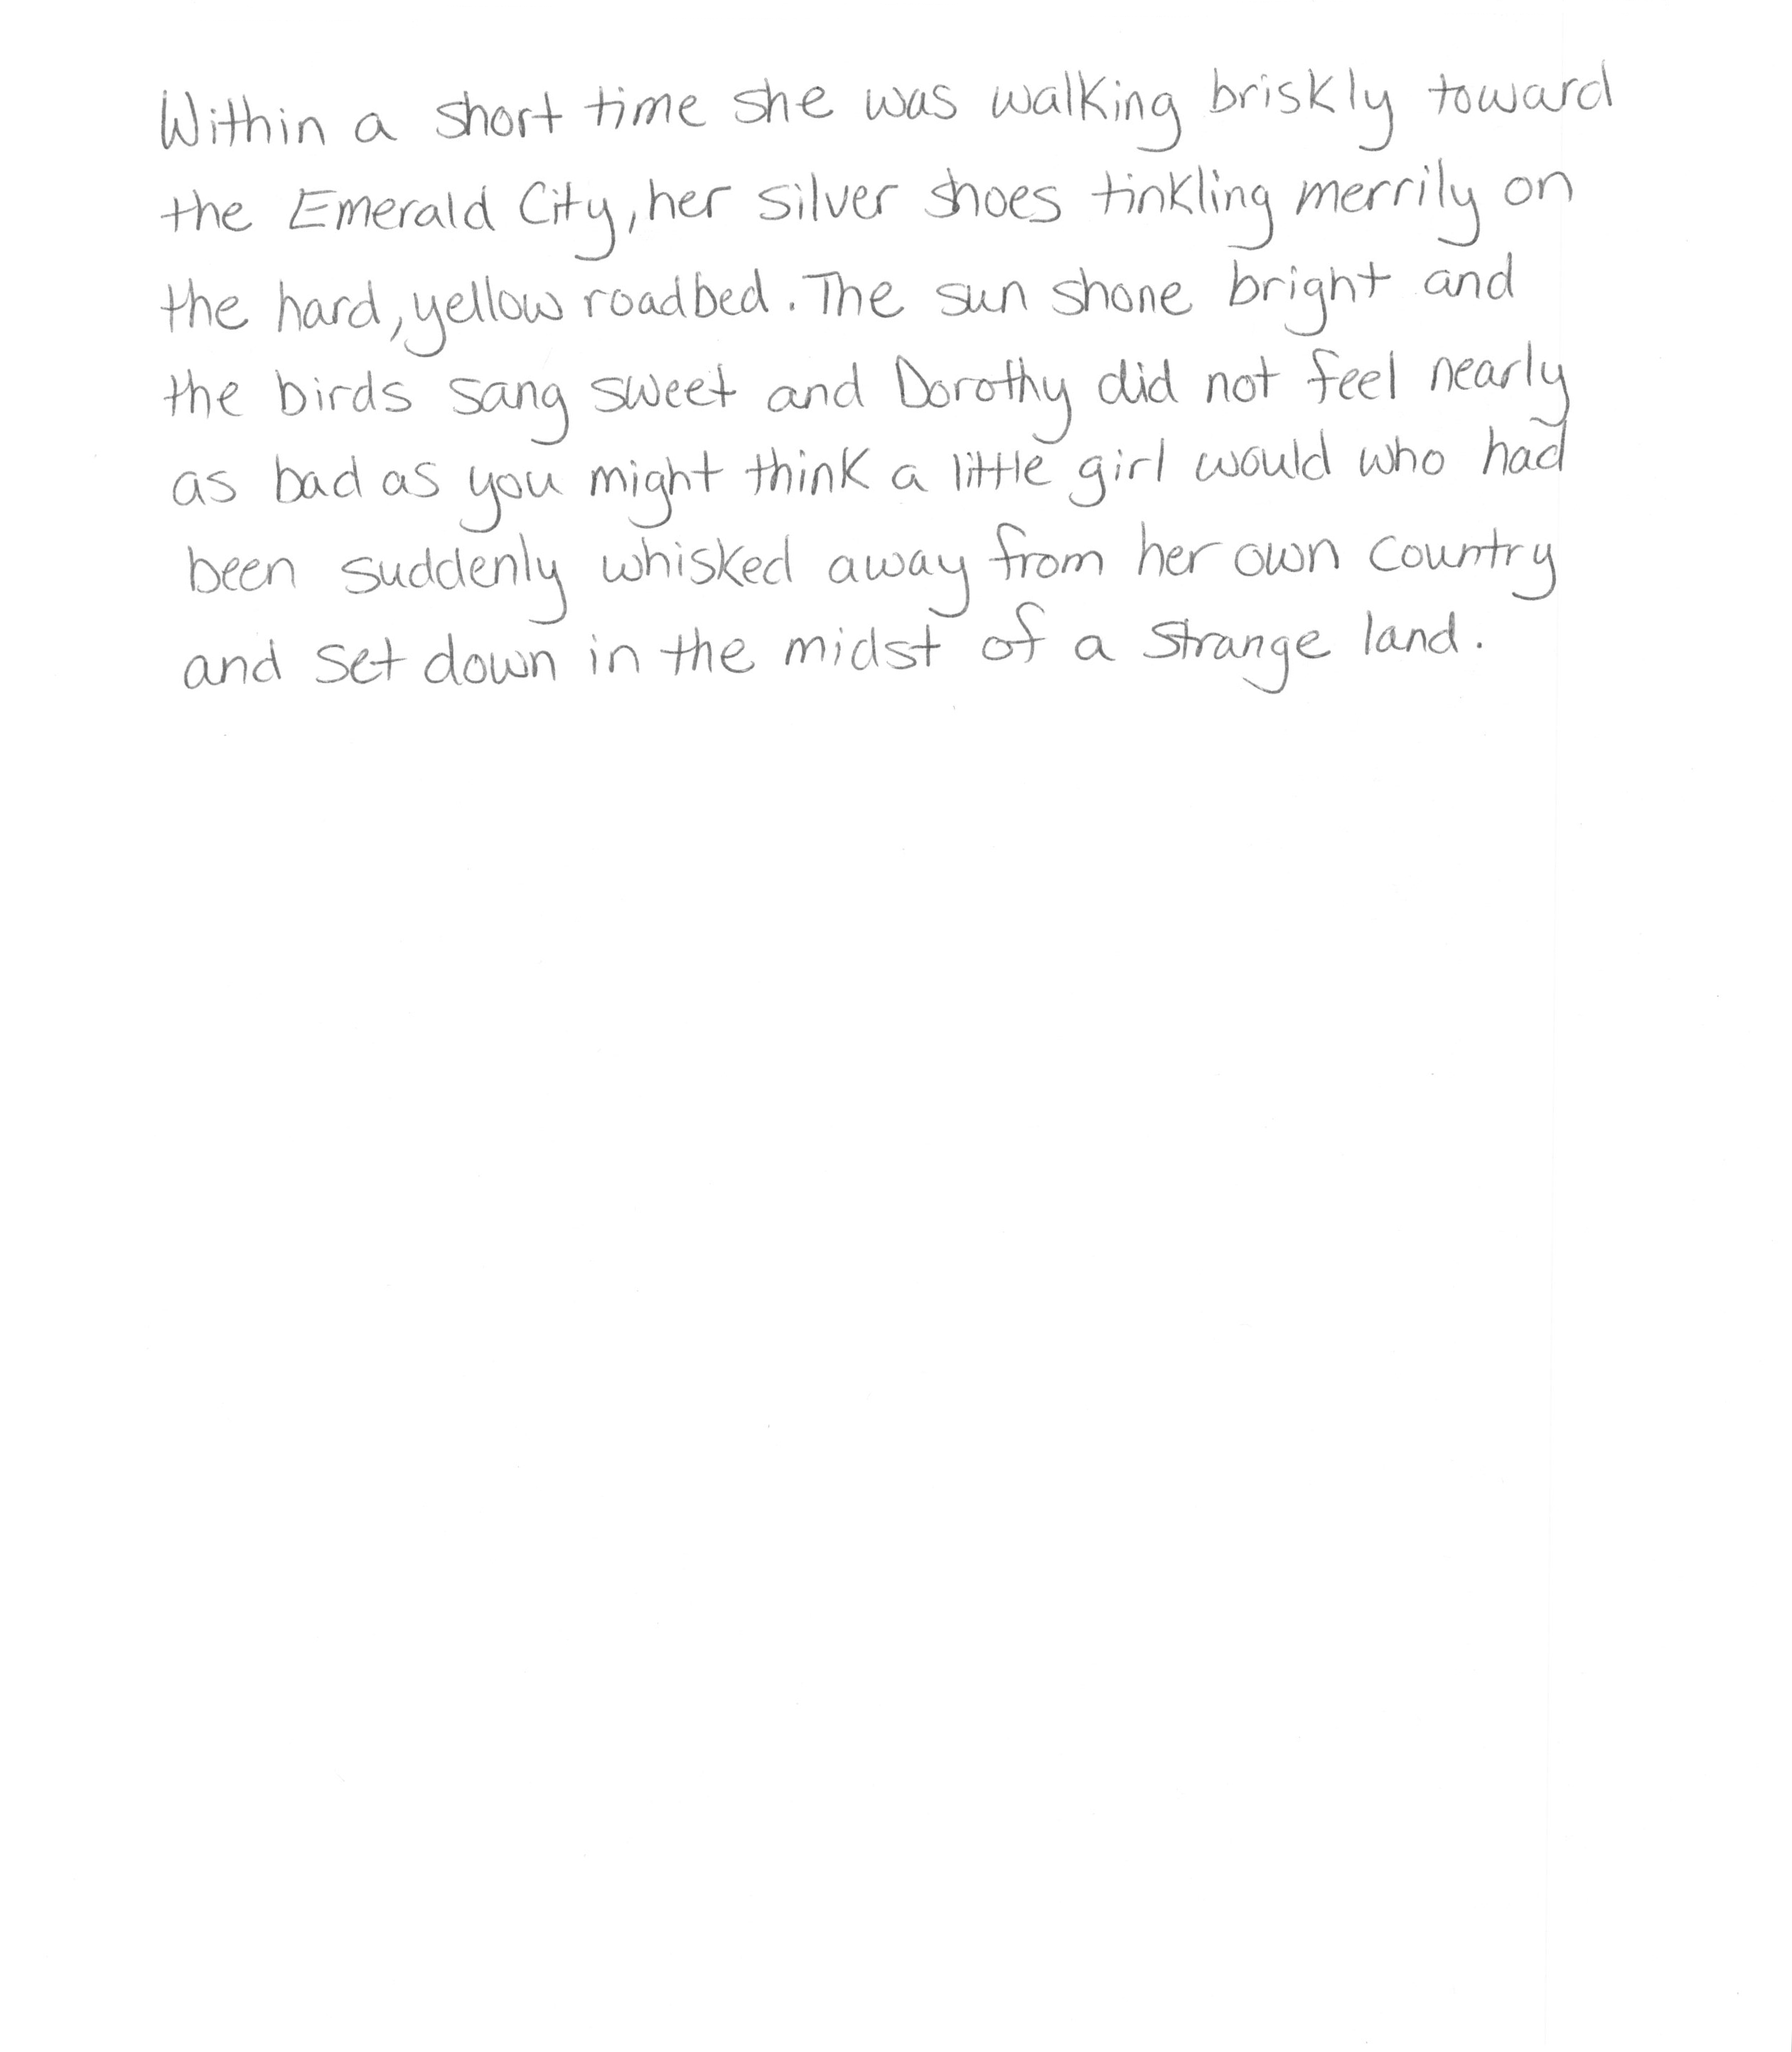 Within a short time she was walking briskly toward
the Emerald City, her silver shoes tinkling merrily on
the hard, yellow roadbed. The sun shone bright and
the birds sang sweet and Dorothy did not feel nearly
as bad as you might think a little girl would who had
been suddenly whisked away from her own country
and set down in the midst of a strange land.